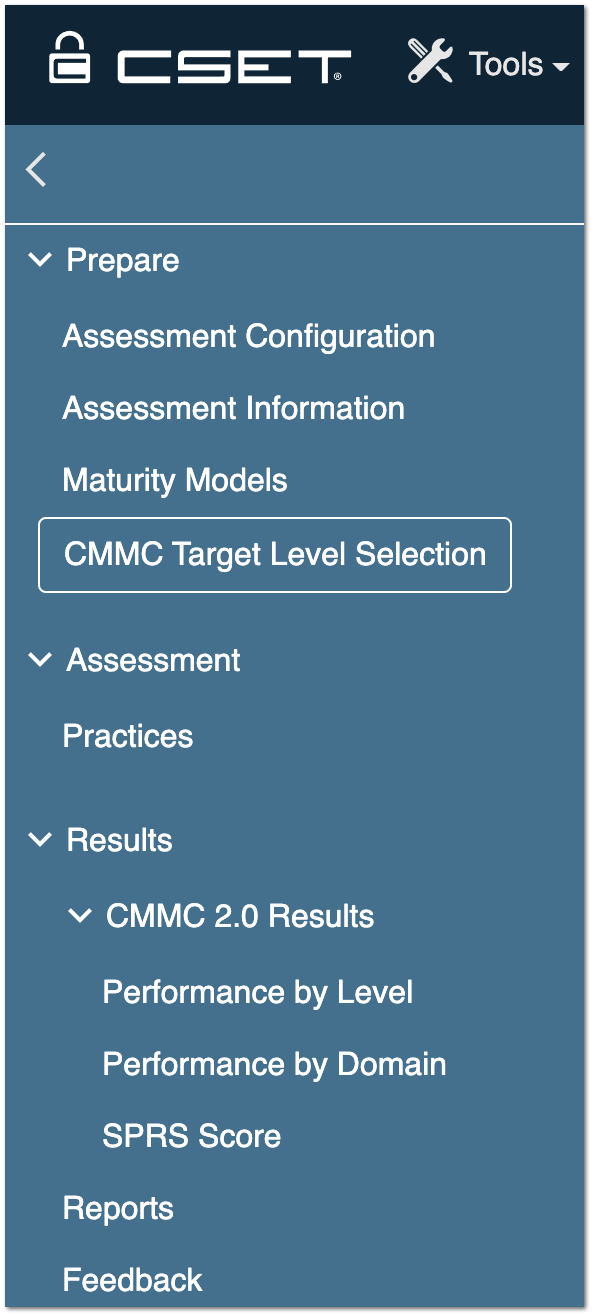 CSET®
Tools
Prepare
Assessment Configuration
Assessment Information
Maturity Models
CMMC Target Level Selection
Assessment
Practices
Results
CMMC 2.0 Results
Performance by Level
Performance by Domain
SPRS Score
Reports
Feedback